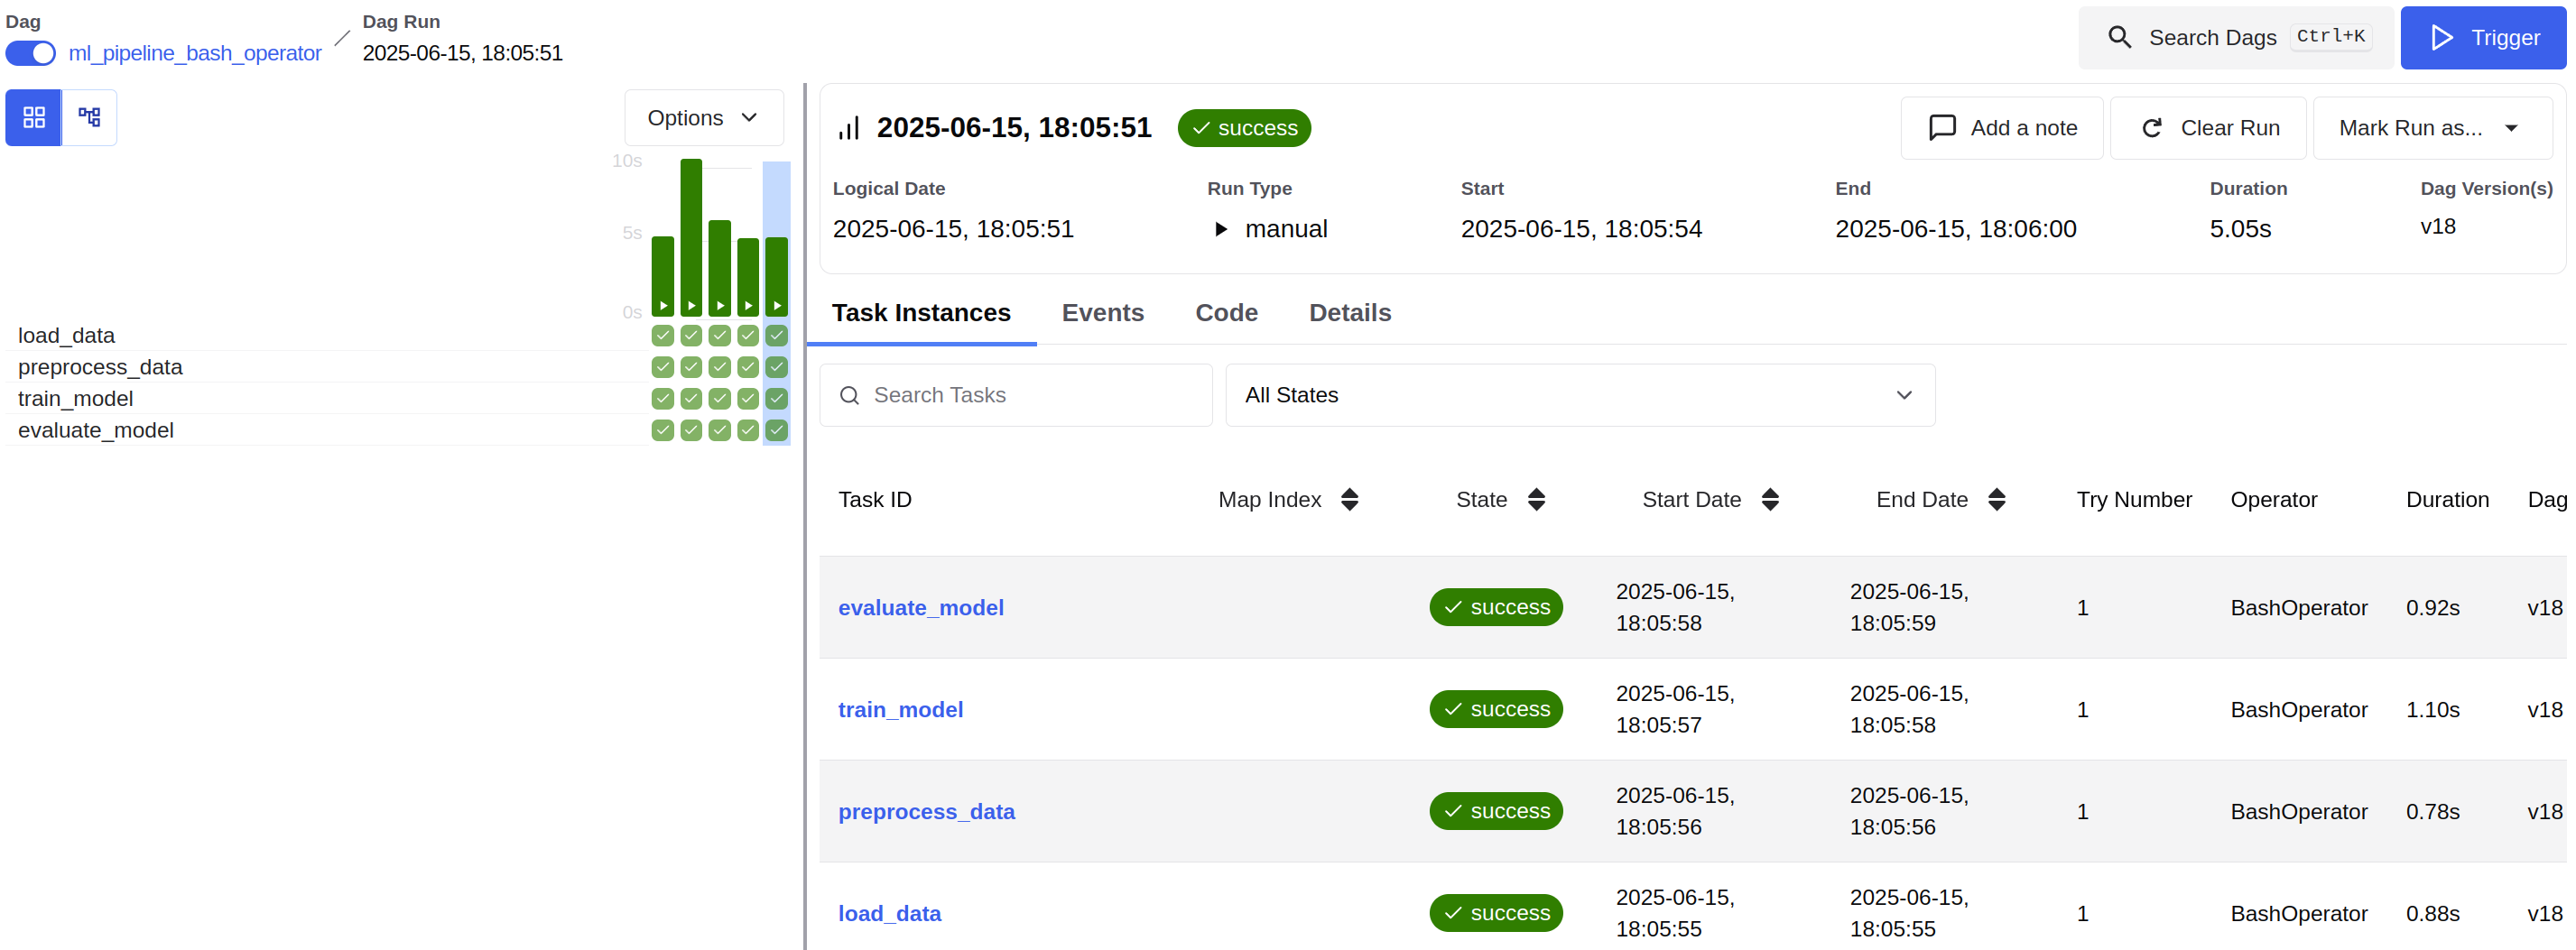 Dag
ml_pipeline_bash_operator
Dag Run
2025-06-15, 18:05:51
Search Dags Ctrl+K
Trigger
Options
10s
5s
0s
load_data
preprocess_data
train_model
evaluate_model
2025-06-15, 18:05:51 success
Add a note
Clear Run
Mark Run as...
Logical Date Run Type Start End Duration Dag Version(s)
2025-06-15, 18:05:51 manual 2025-06-15, 18:05:54 2025-06-15, 18:06:00 5.05s v18
Task Instances Events Code Details
Search Tasks
All States
Task ID Map Index State Start Date End Date Try Number Operator Duration Dag
evaluate_model success 2025-06-15, 18:05:58 2025-06-15, 18:05:59 1 BashOperator 0.92s v18
train_model success 2025-06-15, 18:05:57 2025-06-15, 18:05:58 1 BashOperator 1.10s v18
preprocess_data success 2025-06-15, 18:05:56 2025-06-15, 18:05:56 1 BashOperator 0.78s v18
load_data success 2025-06-15, 18:05:55 2025-06-15, 18:05:55 1 BashOperator 0.88s v18